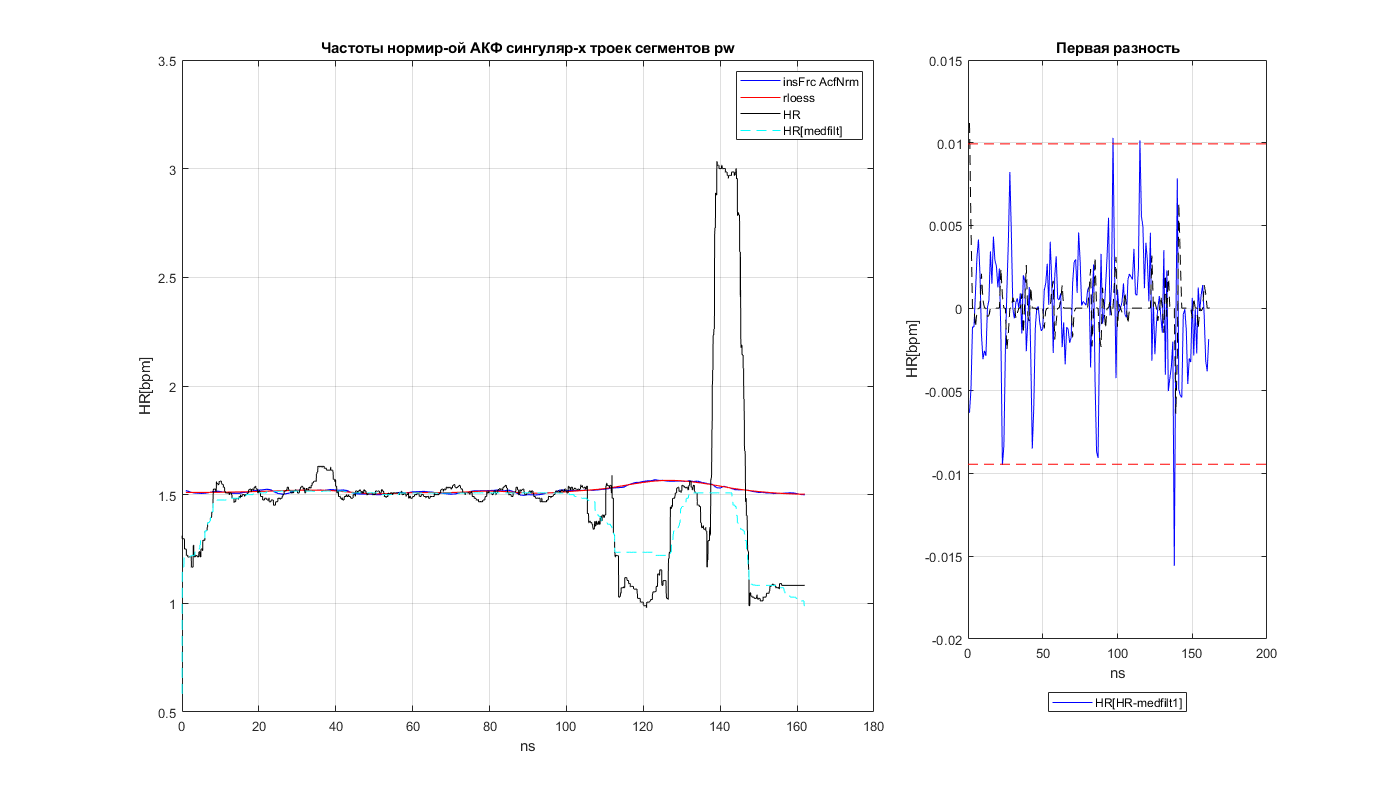 Частоты нормир-ой АКФ сингуляр-х троек сегментов pw
3.5
3
2.5
2
1.5
1
0.5
HR[bpm]
0
20
40
60
80
100
120
140
160
180
ns
insFrc AcfNrm
rloess
HR
HR[medfilt]
Первая разность
0.015
0.01
0.005
0
-0.005
-0.01
-0.015
-0.02
HR[bpm]
0
50
100
150
200
ns
HR[HR-medfilt1]